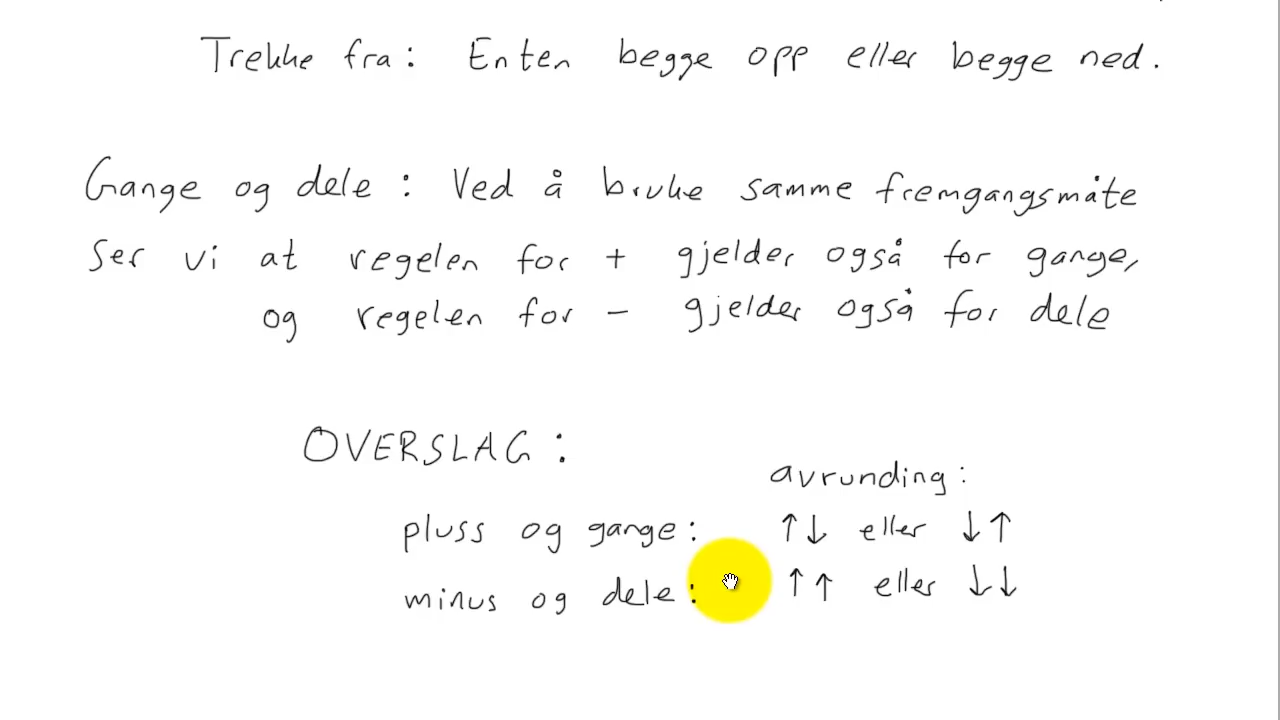 Trekke fra: Enten begge opp eller begge ned.
Gange og dele: Ved å bruke samme fremgangsmåte
ser vi at regelen for + gjelder også for gange,
og regelen for - gjelder også for dele
OVERSLAG:
avrunding:
pluss og gange: ↑↓ eller ↓↑
minus og dele: ↑↑ eller ↓↓